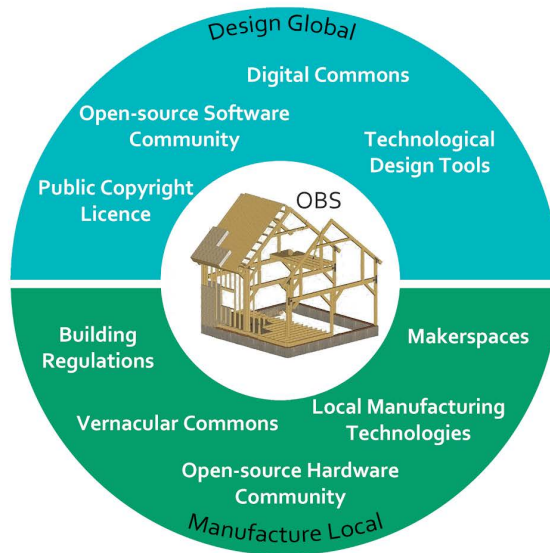 Design Global
Digital Commons
Open-source Software
Community
Technological
Design Tools
Public Copyright
Licence
OBS
Building
Regulations
Makerspaces
Vernacular Commons
Local Manufacturing
Technologies
Open-source Hardware
Community
Manufacture Local